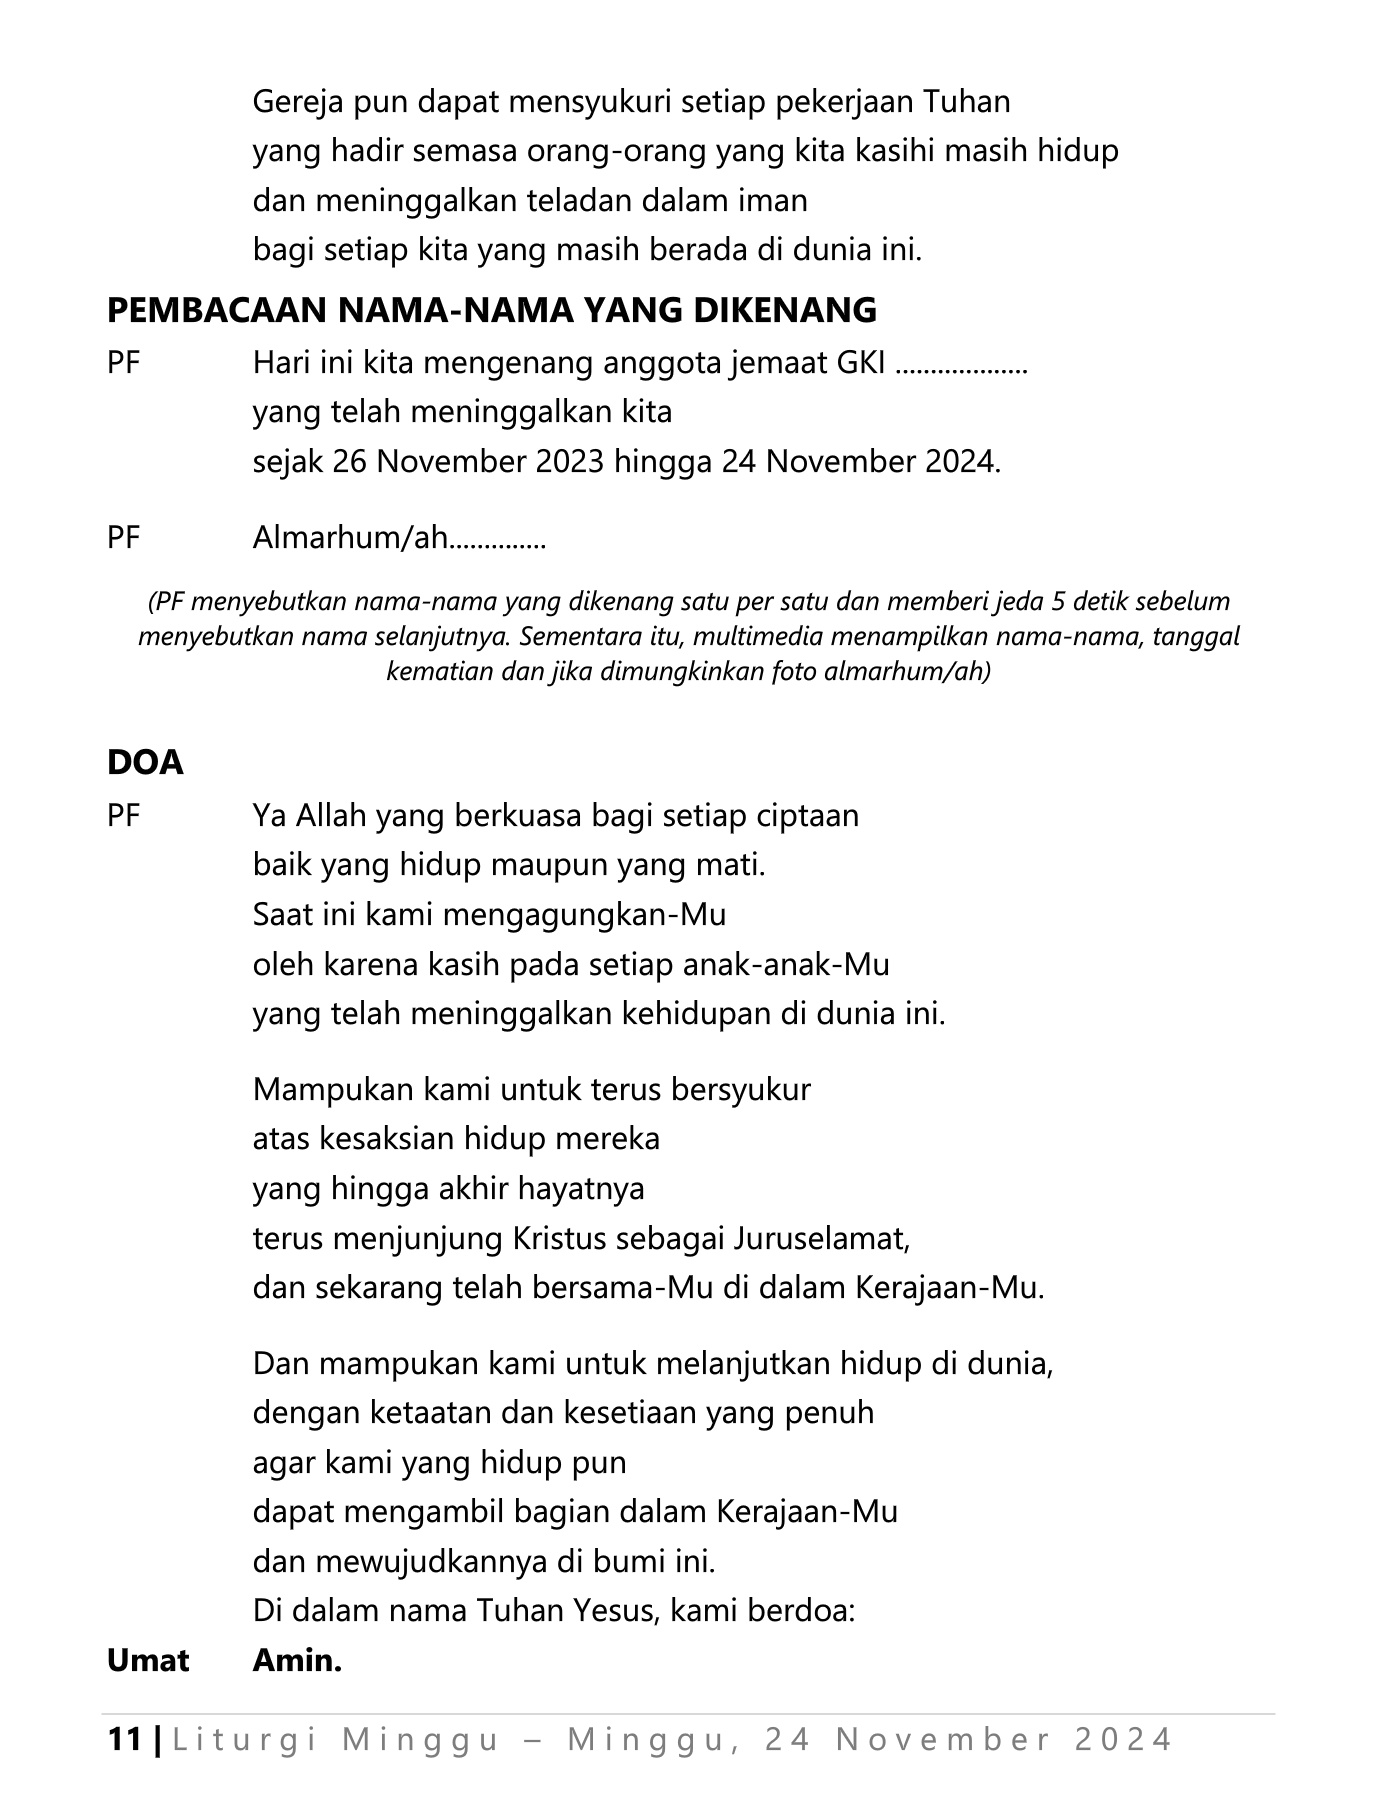 Gereja pun dapat mensyukuri setiap pekerjaan Tuhan
yang hadir semasa orang-orang yang kita kasihi masih hidup
dan meninggalkan teladan dalam iman
bagi setiap kita yang masih berada di dunia ini.
PEMBACAAN NAMA-NAMA YANG DIKENANG
PF Hari ini kita mengenang anggota jemaat GKI ...................
yang telah meninggalkan kita
sejak 26 November 2023 hingga 24 November 2024.
PF Almarhum/ah..............
(PF menyebutkan nama-nama yang dikenang satu per satu dan memberi jeda 5 detik sebelum
menyebutkan nama selanjutnya. Sementara itu, multimedia menampilkan nama-nama, tanggal
kematian dan jika dimungkinkan foto almarhum/ah)
DOA
PF Ya Allah yang berkuasa bagi setiap ciptaan
baik yang hidup maupun yang mati.
Saat ini kami mengagungkan-Mu
oleh karena kasih pada setiap anak-anak-Mu
yang telah meninggalkan kehidupan di dunia ini.
Mampukan kami untuk terus bersyukur
atas kesaksian hidup mereka
yang hingga akhir hayatnya
terus menjunjung Kristus sebagai Juruselamat,
dan sekarang telah bersama-Mu di dalam Kerajaan-Mu.
Dan mampukan kami untuk melanjutkan hidup di dunia,
dengan ketaatan dan kesetiaan yang penuh
agar kami yang hidup pun
dapat mengambil bagian dalam Kerajaan-Mu
dan mewujudkannya di bumi ini.
Di dalam nama Tuhan Yesus, kami berdoa:
Umat Amin.
11 | Liturgi Minggu – Minggu, 24 November 2024